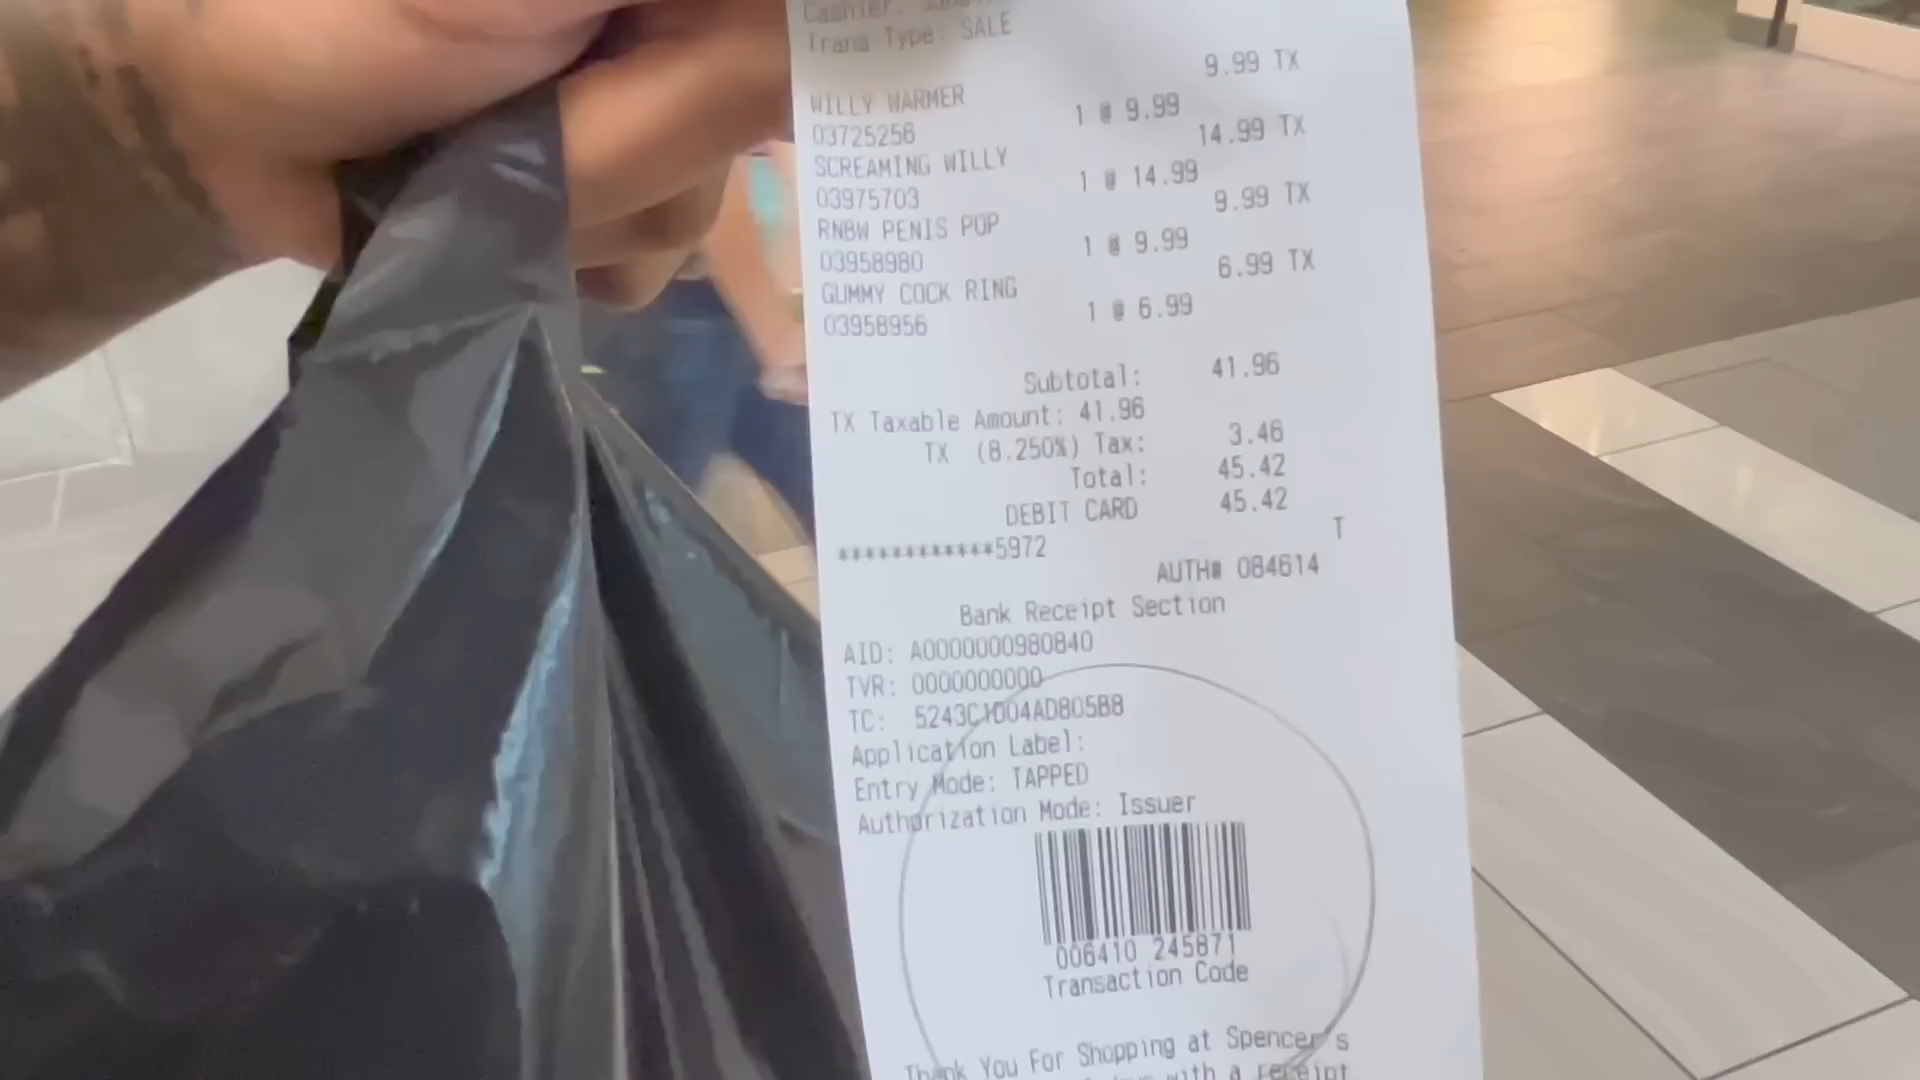 Cashier:
Trans Type: SALE
9.99 TX
WILLY WARMER
1 @ 9.99
03725256
14.99 TX
SCREAMING WILLY
1 @ 14.99
03975703
9.99 TX
RNBW PENIS POP
1 @ 9.99
03958980
6.99 TX
GUMMY COCK RING
1 @ 6.99
03958956
Subtotal: 41.96
TX Taxable Amount: 41.96
TX (8.250%) Tax: 3.46
Total: 45.42
DEBIT CARD 45.42
************5972 T
AUTH# 084614
Bank Receipt Section
AID: A0000000980840
TVR: 0000000000
TC: 5243C1D04AD805B8
Application Label:
Entry Mode: TAPPED
Authorization Mode: Issuer
006410 245871
Transaction Code
Thank You For Shopping at Spencer's
with a receipt